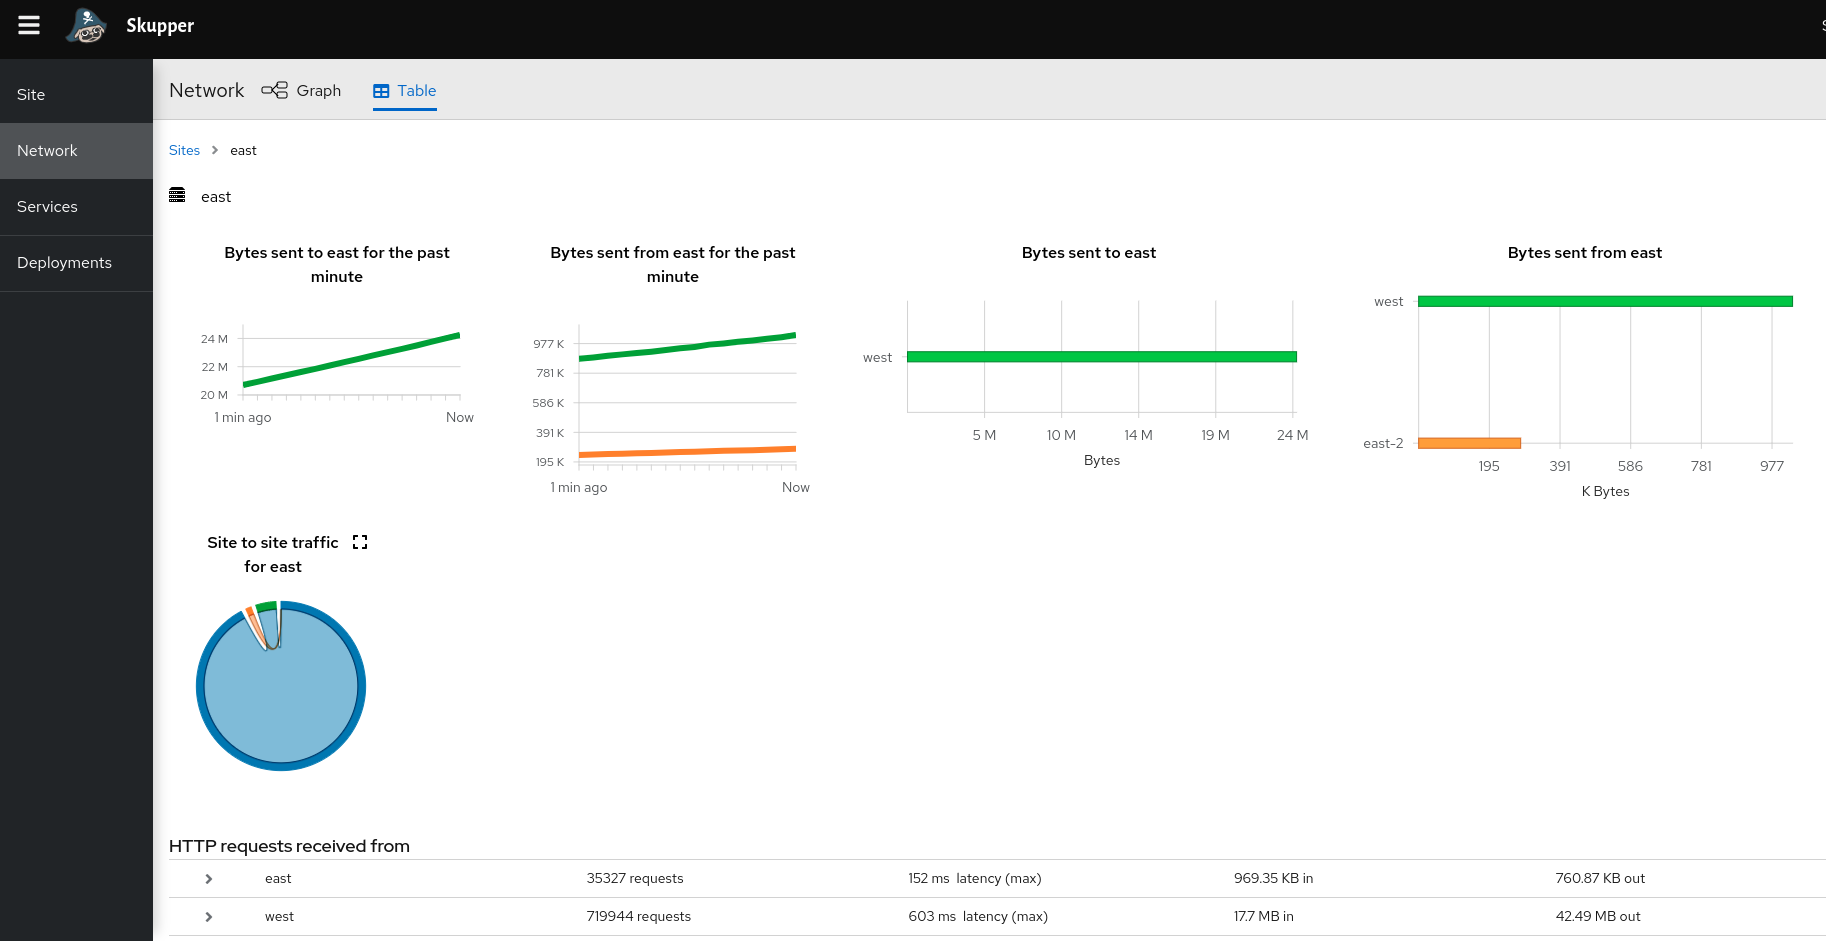 Skupper
Site
Network
Services
Deployments
Network Graph Table
Sites > east
east
Bytes sent to east for the past
minute
24 M
22 M
20 M
1 min ago Now
Bytes sent from east for the past
minute
977 K
781 K
586 K
391 K
195 K
1 min ago Now
Bytes sent to east
west
5 M 10 M 14 M 19 M 24 M
Bytes
Bytes sent from east
west
east-2
195 391 586 781 977
K Bytes
Site to site traffic
for east
HTTP requests received from
east 35327 requests 152 ms latency (max) 969.35 KB in 760.87 KB out
west 719944 requests 603 ms latency (max) 17.7 MB in 42.49 MB out